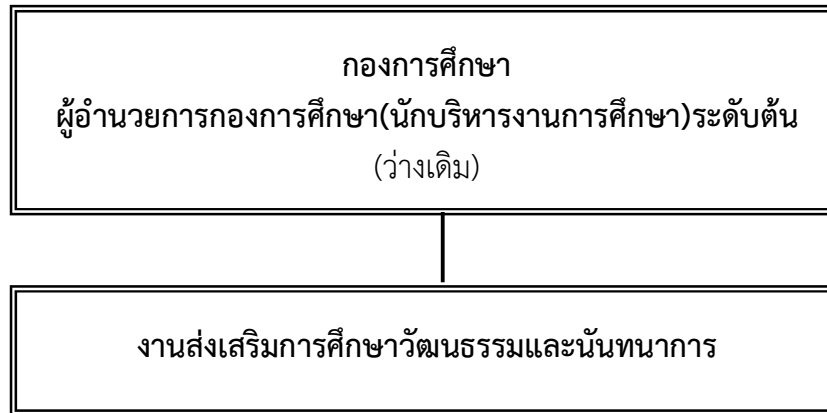 กองการศึกษา
ผู้อำนวยการกองการศึกษา(นักบริหารงานการศึกษา)ระดับต้น
(ว่างเดิม)
งานส่งเสริมการศึกษาวัฒนธรรมและนันทนาการ